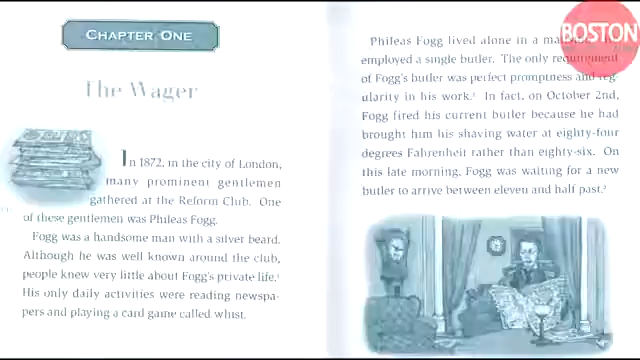 CHAPTER ONE
The Wager
In 1872, in the city of London,
many prominent gentlemen
gathered at the Reform Club. One
of these gentlemen was Phileas Fogg.
Fogg was a handsome man with a silver beard.
Although he was well known around the club,
people knew very little about Fogg's private life.¹
His only daily activities were reading newspa-
pers and playing a card game called whist.
Phileas Fogg lived alone in a
employed a single butler. The only requirement
of Fogg's butler was perfect promptness and reg-
ularity in his work.² In fact, on October 2nd,
Fogg fired his current butler because he had
brought him his shaving water at eighty-four
degrees Fahrenheit rather than eighty-six. On
this late morning, Fogg was waiting for a new
butler to arrive between eleven and half past.³
BOSTON